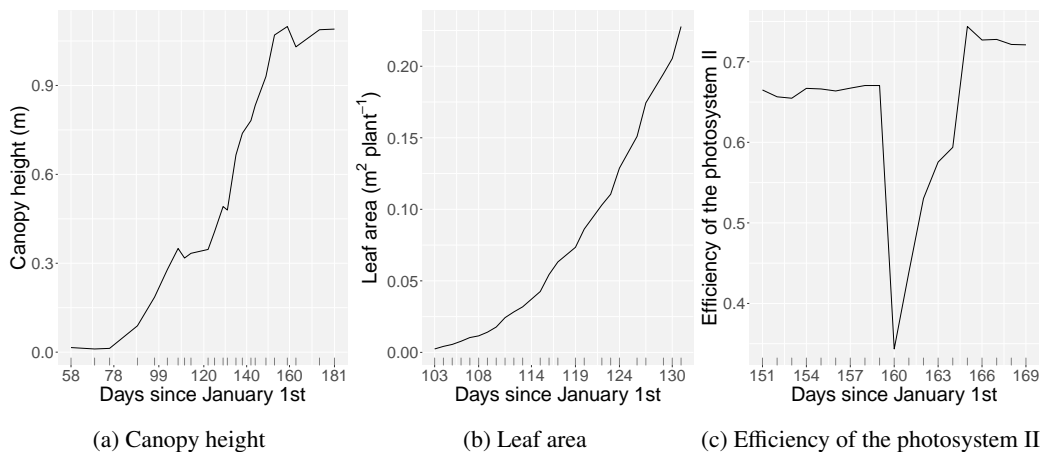 Canopy height (m)
0.9
0.6
0.3
0.0
58 78 99 120 140 160 181
Days since January 1st
(a) Canopy height
Leaf area (m² plant⁻¹)
0.20
0.15
0.10
0.05
0.00
103 108 114 119 124 130
Days since January 1st
(b) Leaf area
Efficiency of the photosystem II
0.7
0.6
0.5
0.4
151 154 157 160 163 166 169
Days since January 1st
(c) Efficiency of the photosystem II